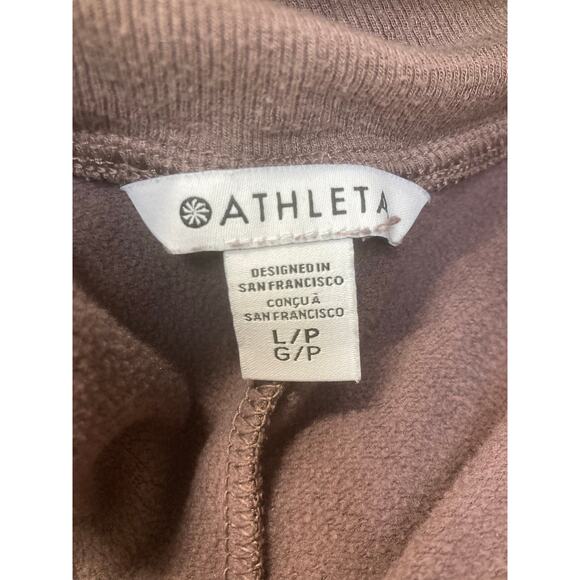 ATHLETA
DESIGNED IN
SAN FRANCISCO
CONÇU À
SAN FRANCISCO
L/P
G/P